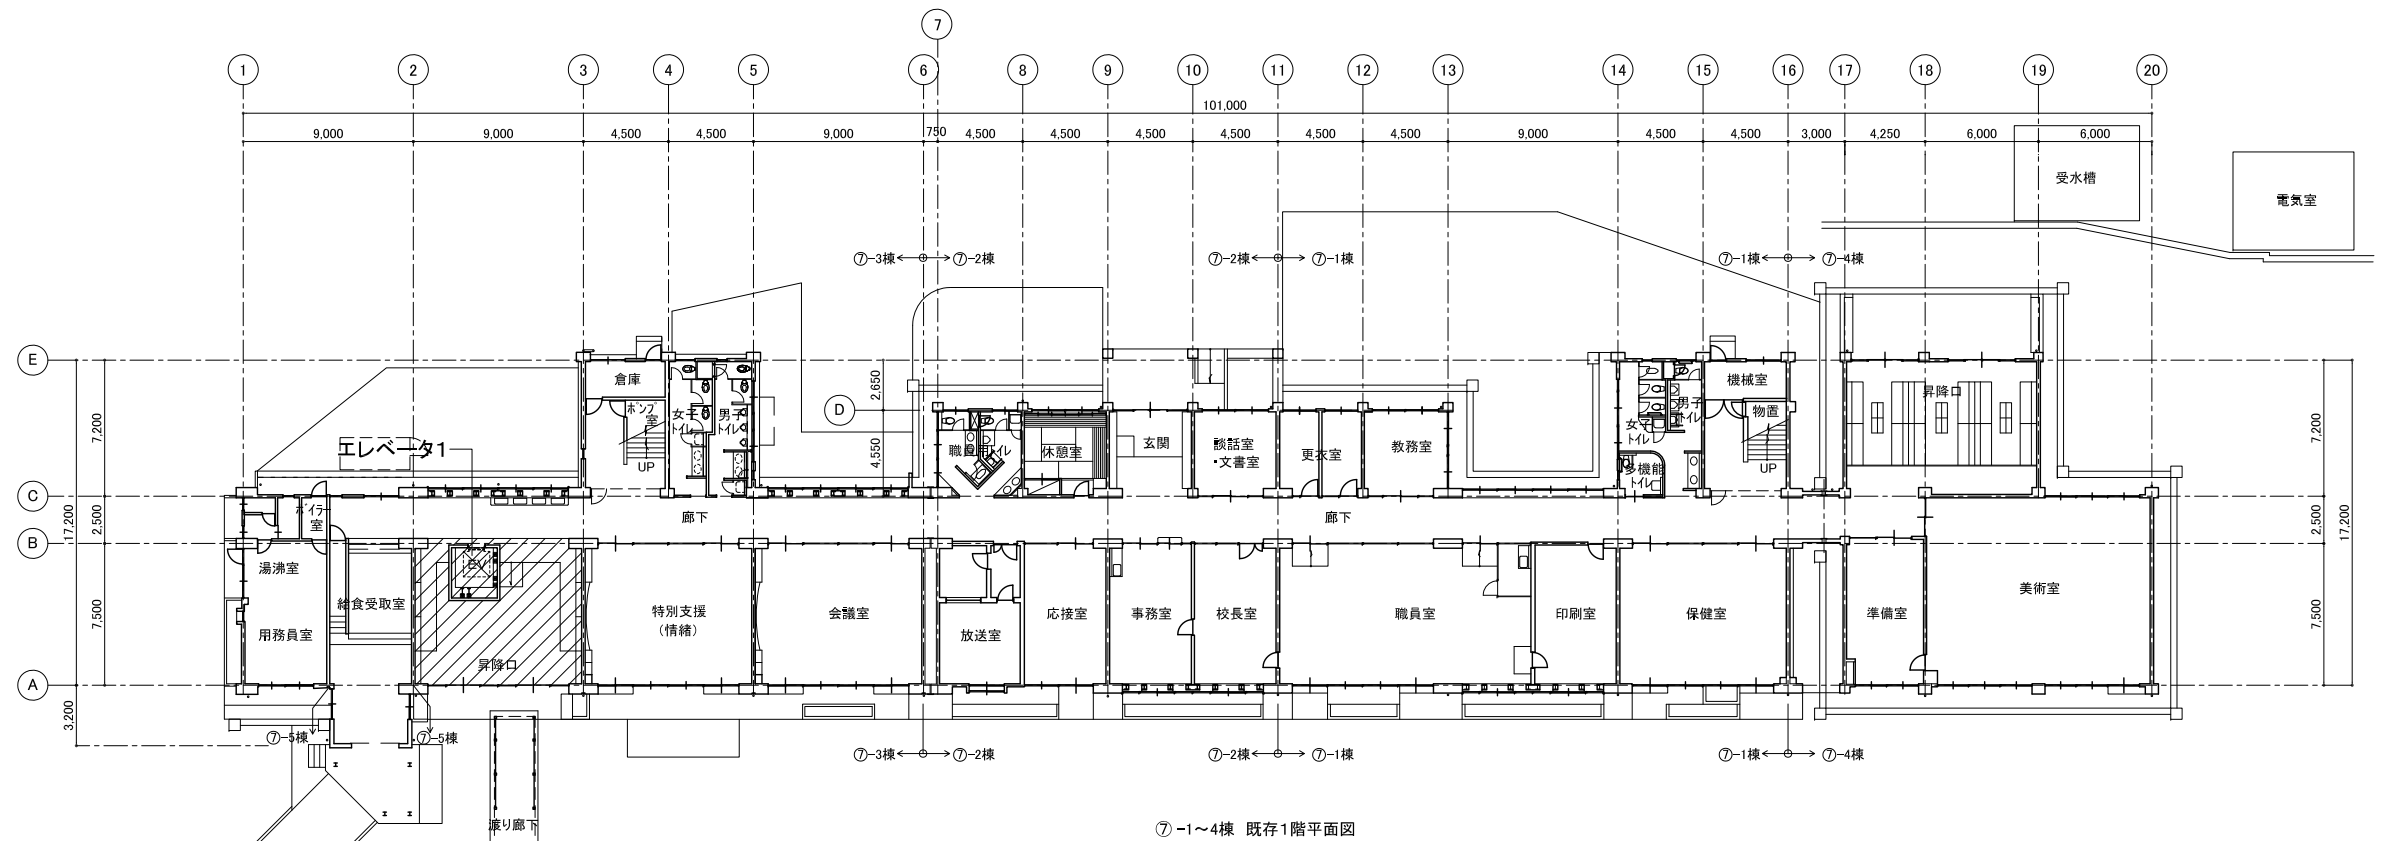 7
1 2 3 4 5 6 8 9 10 11 12 13 14 15 16 17 18 19 20
101,000
9,000 9,000 4,500 4,500 9,000 750 4,500 4,500 4,500 4,500 4,500 4,500 9,000 4,500 4,500 3,000 4,250 6,000 6,000
受水槽
電気室
⑦-3棟 ⑦-2棟
⑦-2棟 ⑦-1棟
⑦-1棟 ⑦-4棟
E
D
C
B
A
7,200
2,500
17,200
7,500
3,200
2,650
4,550
7,200
2,500
17,200
7,500
エレベータ1
倉庫
ポンプ
室
UP
女子
トイレ
男子
トイレ
職員用トイレ
休憩室
玄関
談話室
・文書室
更衣室
教務室
女子
トイレ
男子
トイレ
多機能
トイレ
機械室
物置
UP
昇降口
ボイラー
室
廊下
廊下
湯沸室
用務員室
給食受取室
EV
昇降口
特別支援
（情緒）
会議室
放送室
応接室
事務室
校長室
職員室
印刷室
保健室
準備室
美術室
⑦-5棟
⑦-5棟
⑦-3棟 ⑦-2棟
⑦-2棟 ⑦-1棟
⑦-1棟 ⑦-4棟
渡り廊下
⑦-1～4棟 既存1階平面図